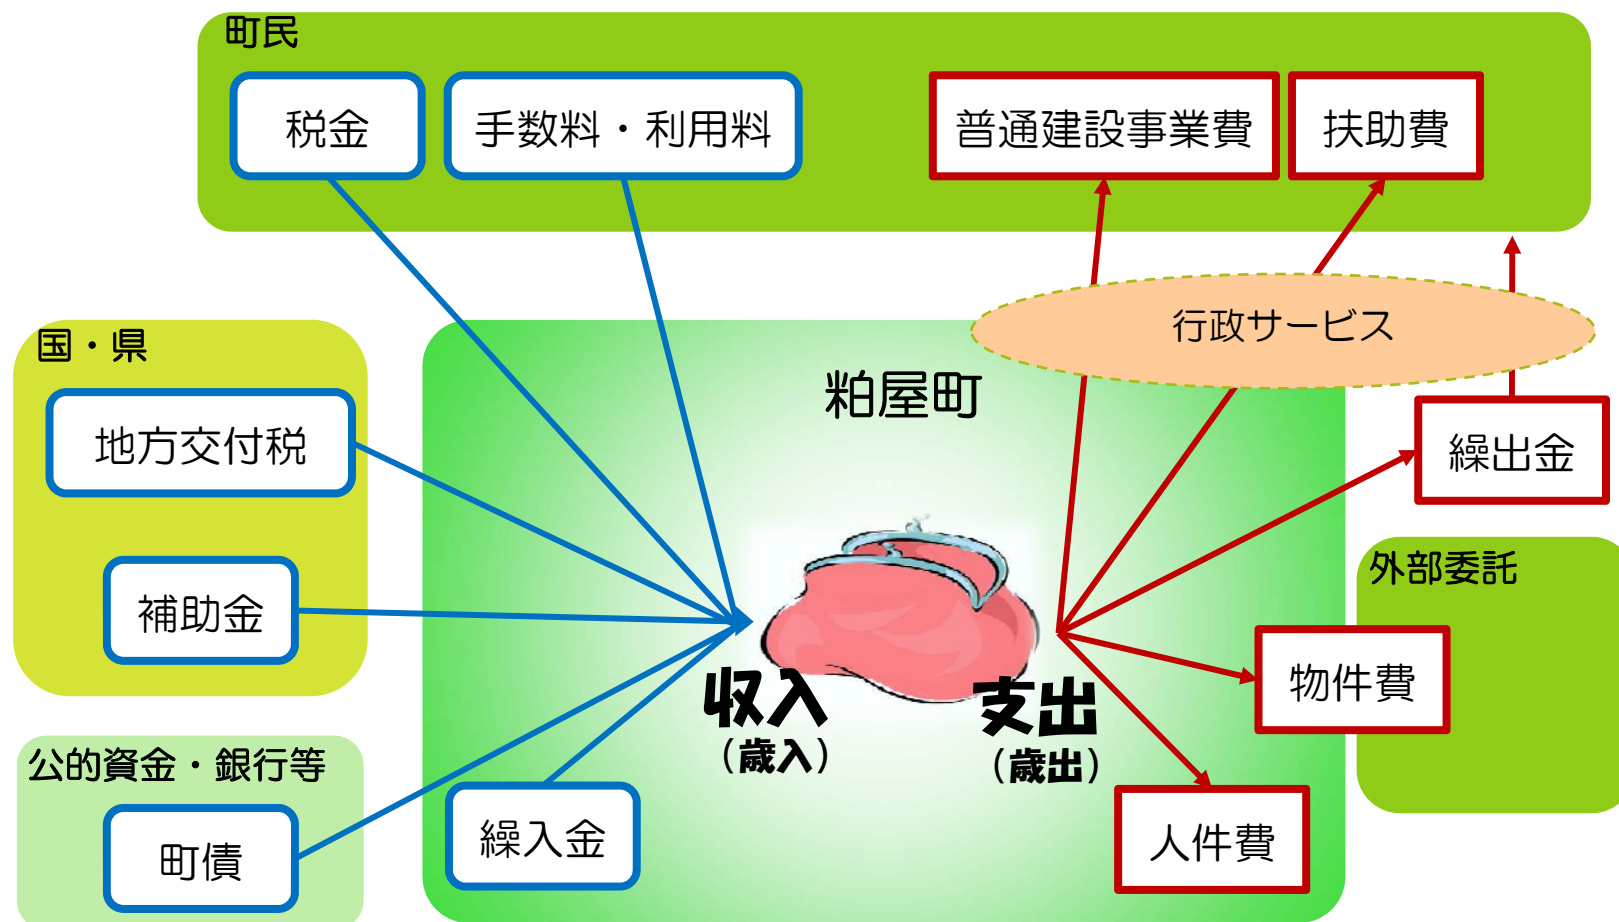 町民
税金
手数料・利用料
普通建設事業費
扶助費
行政サービス
国・県
地方交付税
補助金
粕屋町
繰出金
外部委託
物件費
収入
(歳入)
支出
(歳出)
公的資金・銀行等
町債
繰入金
人件費